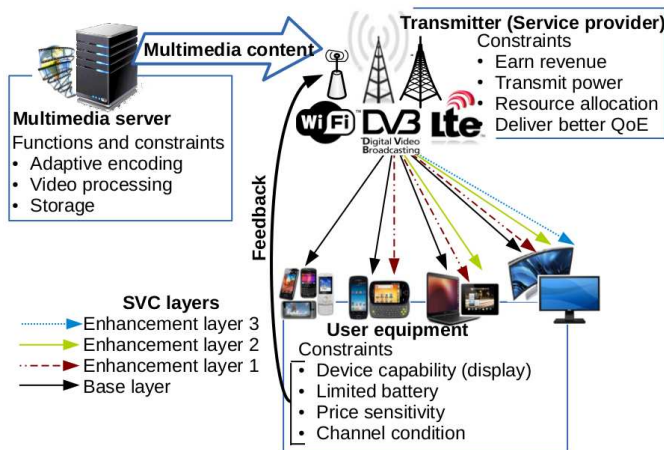 Multimedia content
Multimedia server
Functions and constraints
• Adaptive encoding
• Video processing
• Storage
Transmitter (Service provider)
Constraints
• Earn revenue
• Transmit power
• Resource allocation
• Deliver better QoE
WiFi
DVB
Digital Video
Broadcasting
Lte
Feedback
SVC layers
Enhancement layer 3
Enhancement layer 2
Enhancement layer 1
Base layer
User equipment
Constraints
• Device capability (display)
• Limited battery
• Price sensitivity
• Channel condition